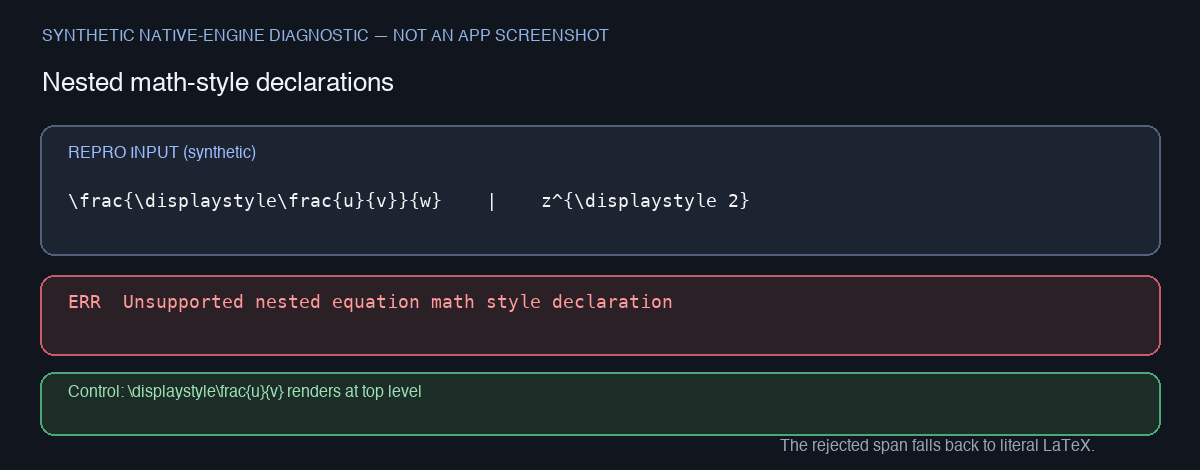 SYNTHETIC NATIVE-ENGINE DIAGNOSTIC — NOT AN APP SCREENSHOT
Nested math-style declarations
REPRO INPUT (synthetic)
\frac{\displaystyle\frac{u}{v}}{w}    |    z^{\displaystyle 2}
ERR  Unsupported nested equation math style declaration
Control: \displaystyle\frac{u}{v} renders at top level
The rejected span falls back to literal LaTeX.